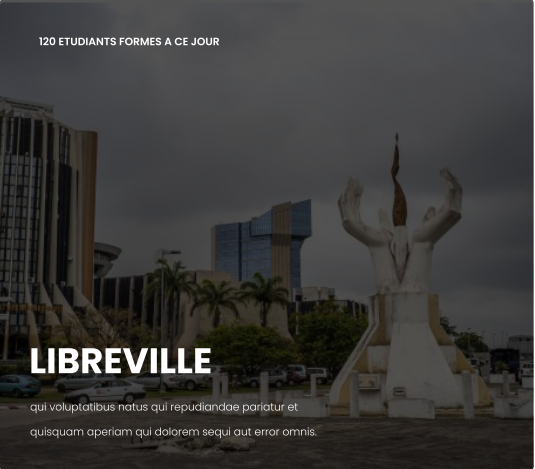 120 ETUDIANTS FORMES A CE JOUR
LIBREVILLE
qui voluptatibus natus qui repudiandae pariatur et
quisquam aperiam qui dolorem sequi aut error omnis.